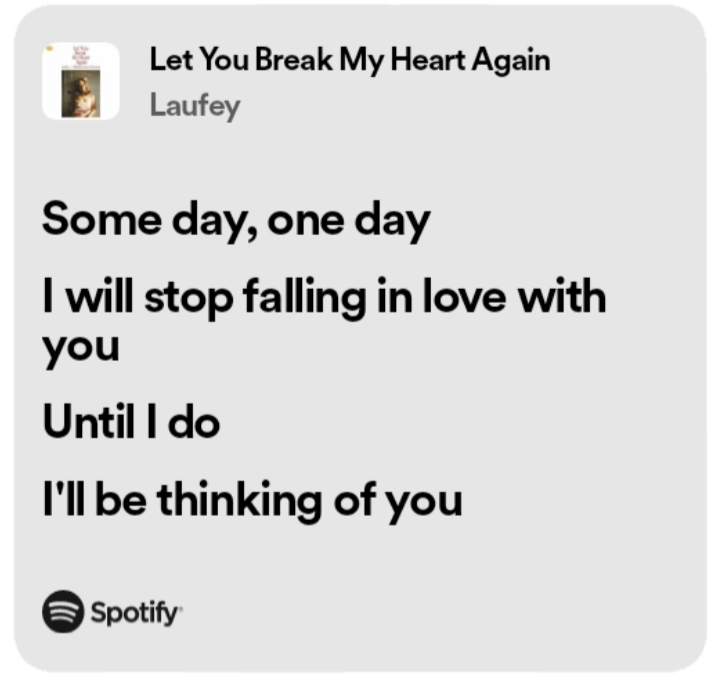 Let You Break My Heart Again
Laufey
Some day, one day
I will stop falling in love with
you
Until I do
I'll be thinking of you
Spotify